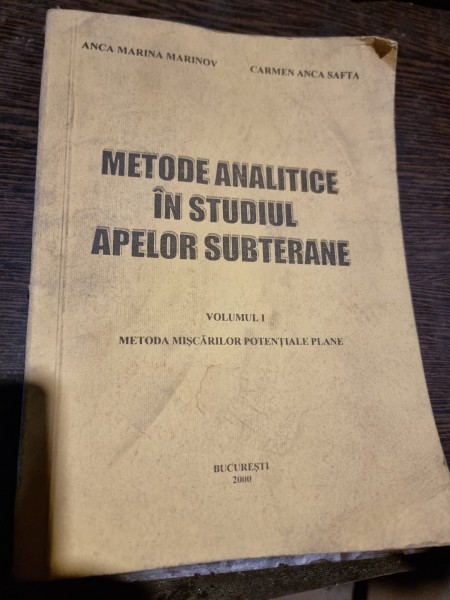 ANCA MARINA MARINOV
CARMEN ANCA SAFTA
METODE ANALITICE
ÎN STUDIUL
APELOR SUBTERANE
VOLUMUL I
METODA MIŞCĂRILOR POTENŢIALE PLANE
BUCUREŞTI
2000